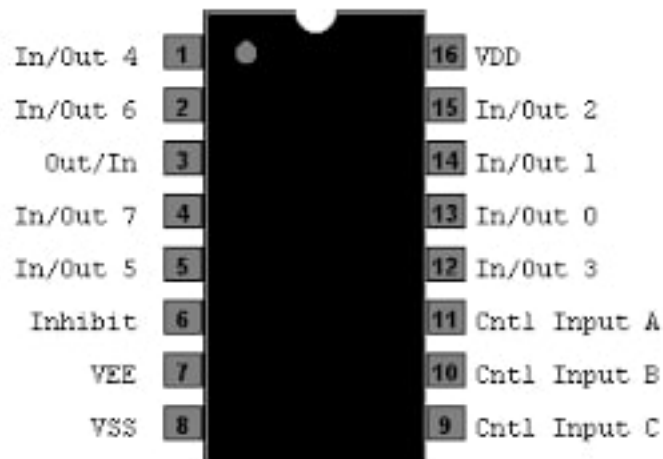 In/Out 4 1 16 VDD
In/Out 6 2 15 In/Out 2
Out/In 3 14 In/Out 1
In/Out 7 4 13 In/Out 0
In/Out 5 5 12 In/Out 3
Inhibit 6 11 Cntl Input A
VEE 7 10 Cntl Input B
VSS 8 9 Cntl Input C